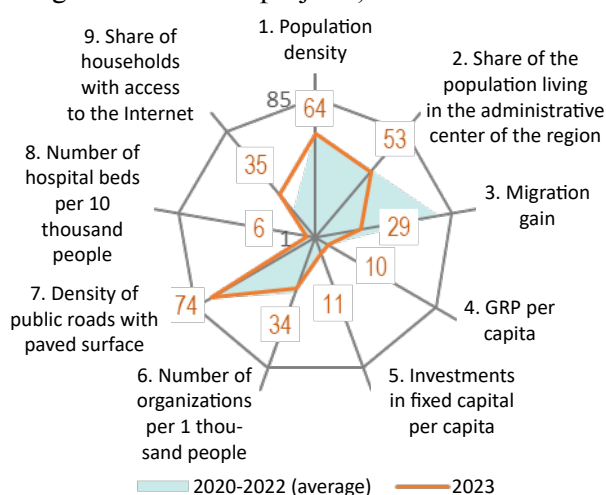 1. Population
density
2. Share of the
population living
in the administrative
center of the region
3. Migration
gain
4. GRP per
capita
5. Investments
in fixed capital
per capita
6. Number of
organizations
per 1 thou-
sand people
7. Density of
public roads with
paved surface
8. Number of
hospital beds
per 10
thousand
people
9. Share of
households
with access
to the Internet
85
64
53
29
10
11
34
74
6
35
1
2020-2022 (average)
2023